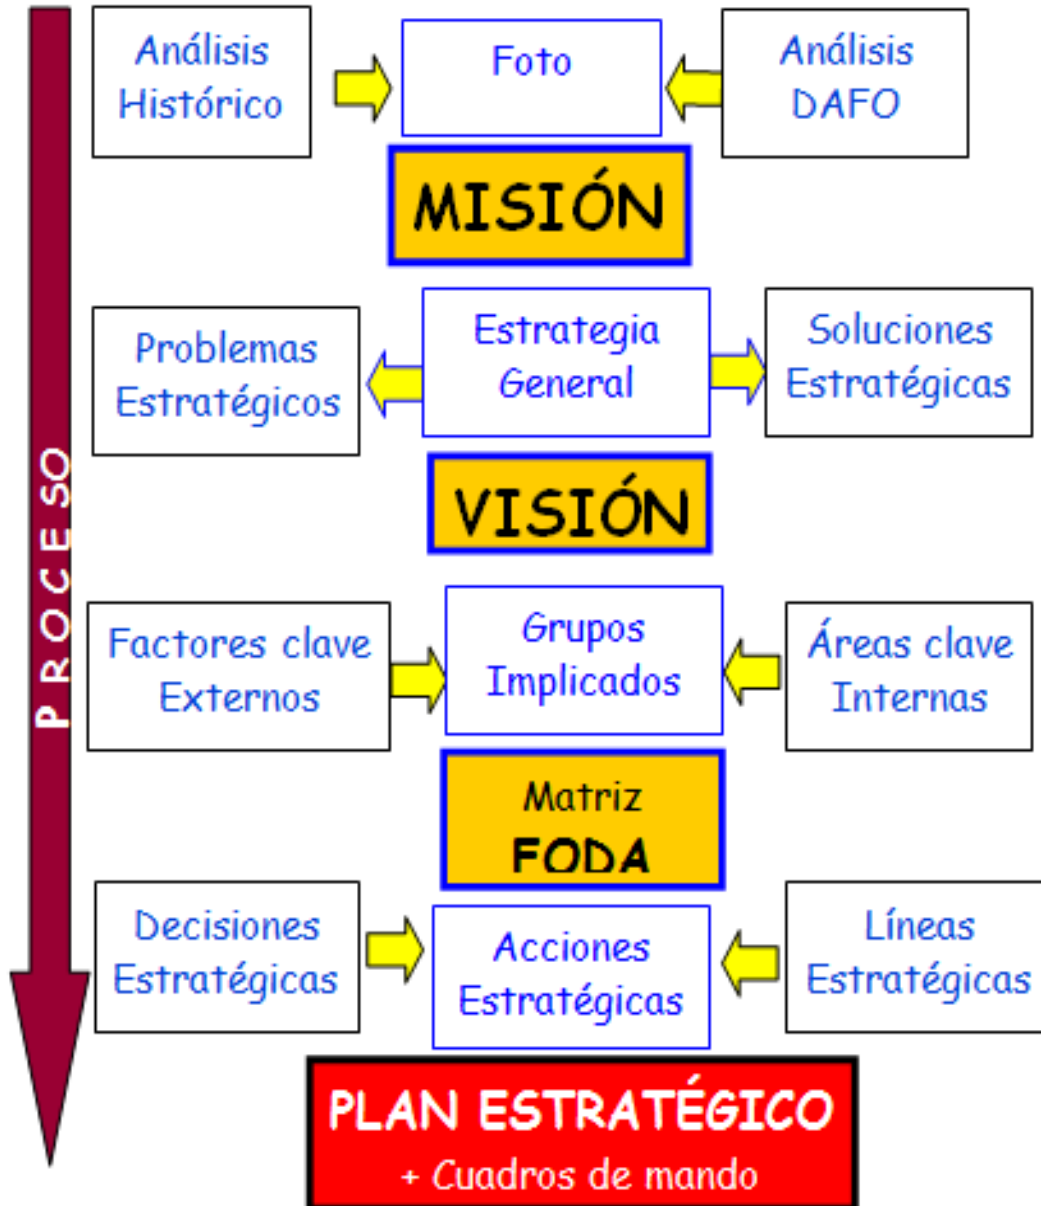 Análisis
Histórico
Foto
Análisis
DAFO
MISIÓN
Problemas
Estratégicos
Estrategia
General
Soluciones
Estratégicas
VISIÓN
PROCESO
Factores clave
Externos
Grupos
Implicados
Áreas clave
Internas
Matriz
FODA
Decisiones
Estratégicas
Acciones
Estratégicas
Líneas
Estratégicas
PLAN ESTRATÉGICO
+ Cuadros de mando